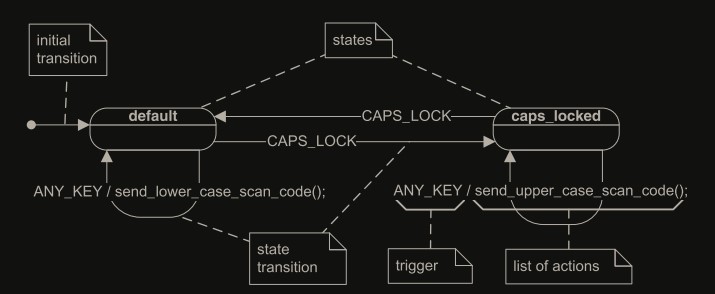 initial
transition
states
default
CAPS_LOCK
caps_locked
CAPS_LOCK
ANY_KEY / send_lower_case_scan_code();
ANY_KEY / send_upper_case_scan_code();
state
transition
trigger
list of actions